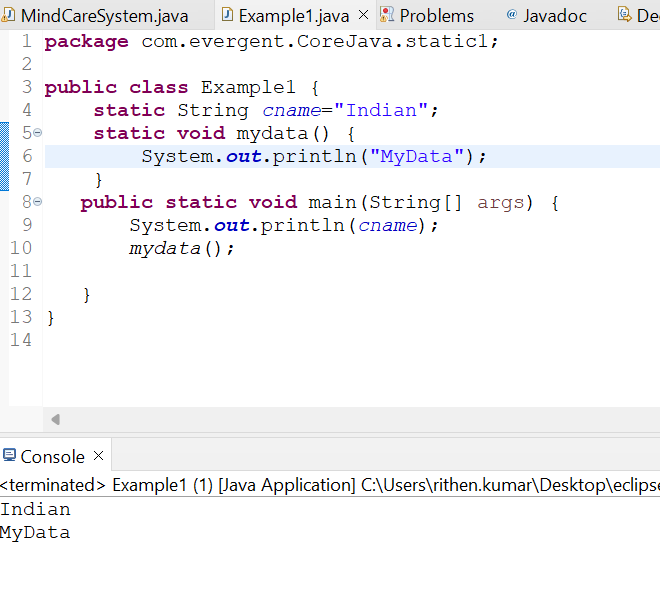 MindCareSystem.java Example1.java Problems Javadoc
1 package com.evergent.CoreJava.static1;
2
3 public class Example1 {
4 static String cname="Indian";
5 static void mydata() {
6 System.out.println("MyData");
7 }
8 public static void main(String[] args) {
9 System.out.println(cname);
10 mydata();
11
12 }
13 }
14
Console
<terminated> Example1 (1) [Java Application] C:\Users\rithen.kumar\Desktop\eclipse
Indian
MyData